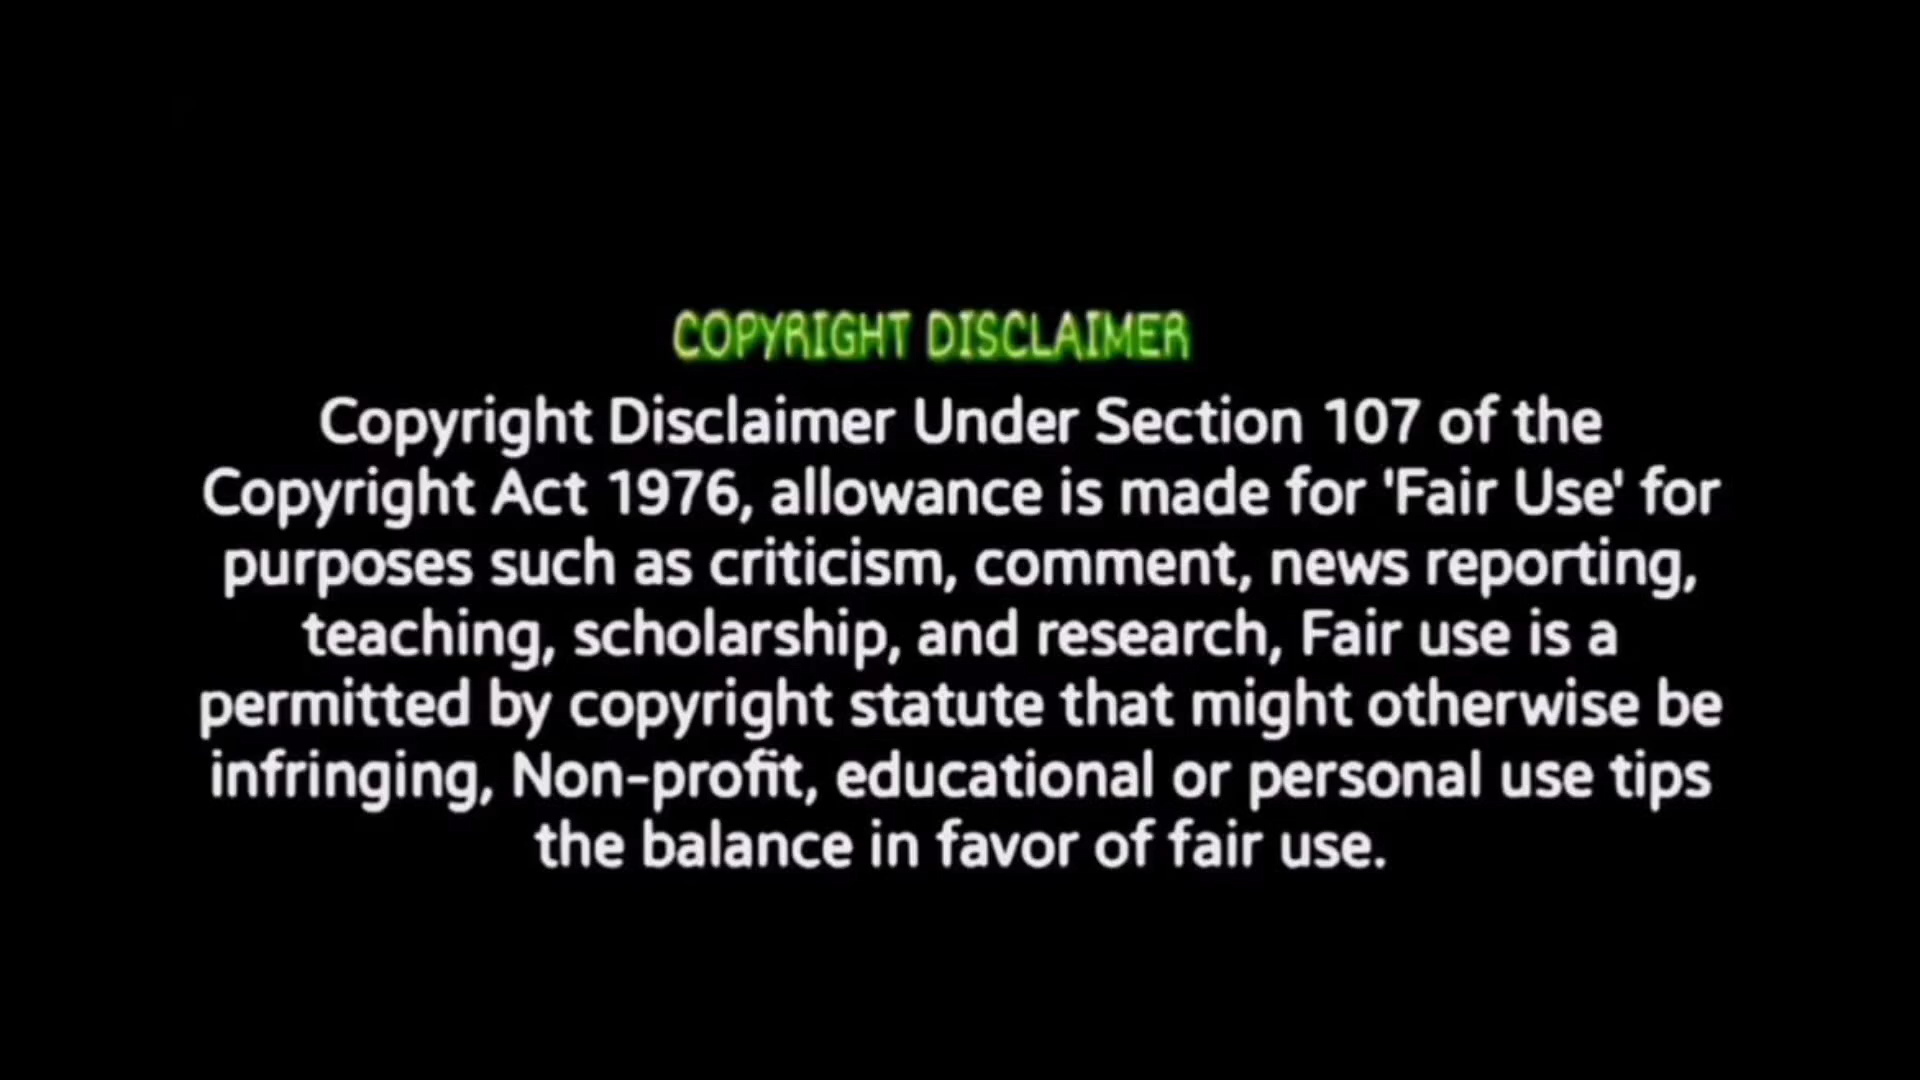 COPYRIGHT DISCLAIMER
Copyright Disclaimer Under Section 107 of the
Copyright Act 1976, allowance is made for 'Fair Use' for
purposes such as criticism, comment, news reporting,
teaching, scholarship, and research, Fair use is a
permitted by copyright statute that might otherwise be
infringing, Non-profit, educational or personal use tips
the balance in favor of fair use.